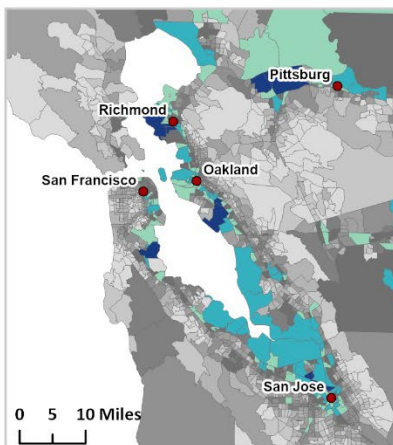 Pittsburg
Richmond
San Francisco
Oakland
San Jose
0 5 10 Miles